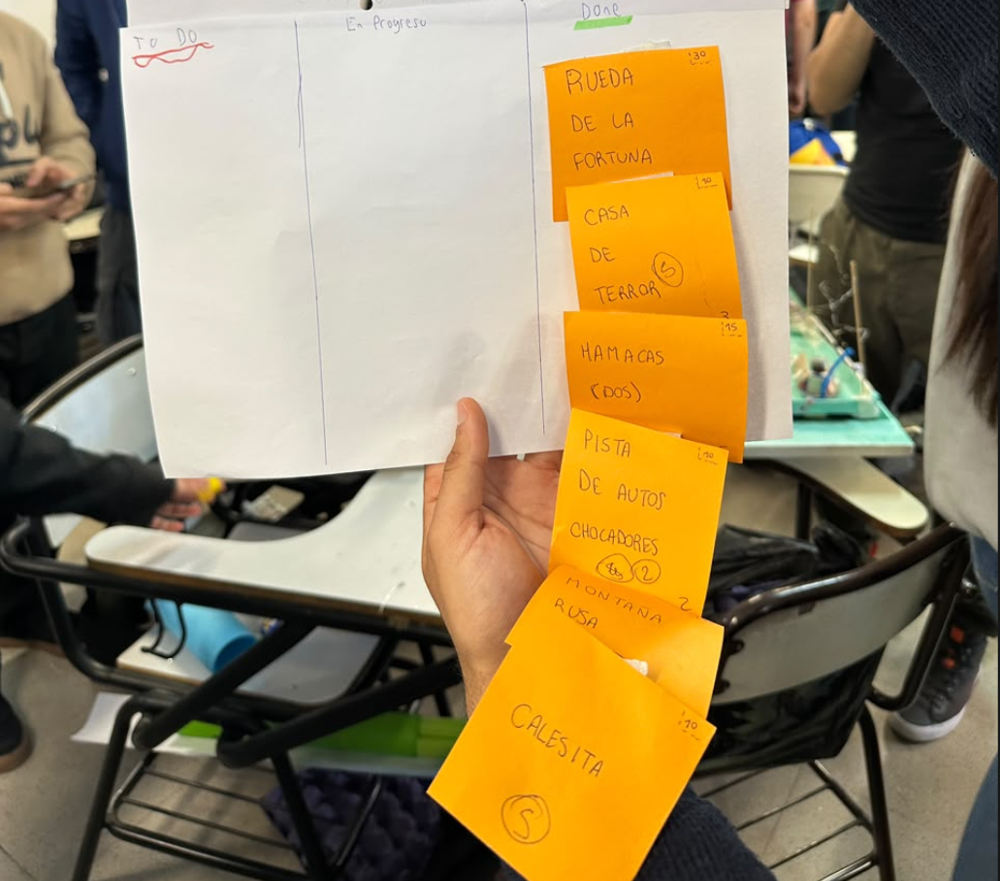 TO DO
En Progreso
Done
'30
RUEDA
DE LA
FORTUNA
'10
CASA
DE
TERROR
5
3
'15
HAMACAS
(DOS)
'10
PISTA
DE AUTOS
CHOCADORES
2
2
MONTAÑA
RUSA
'10
CALESITA
5